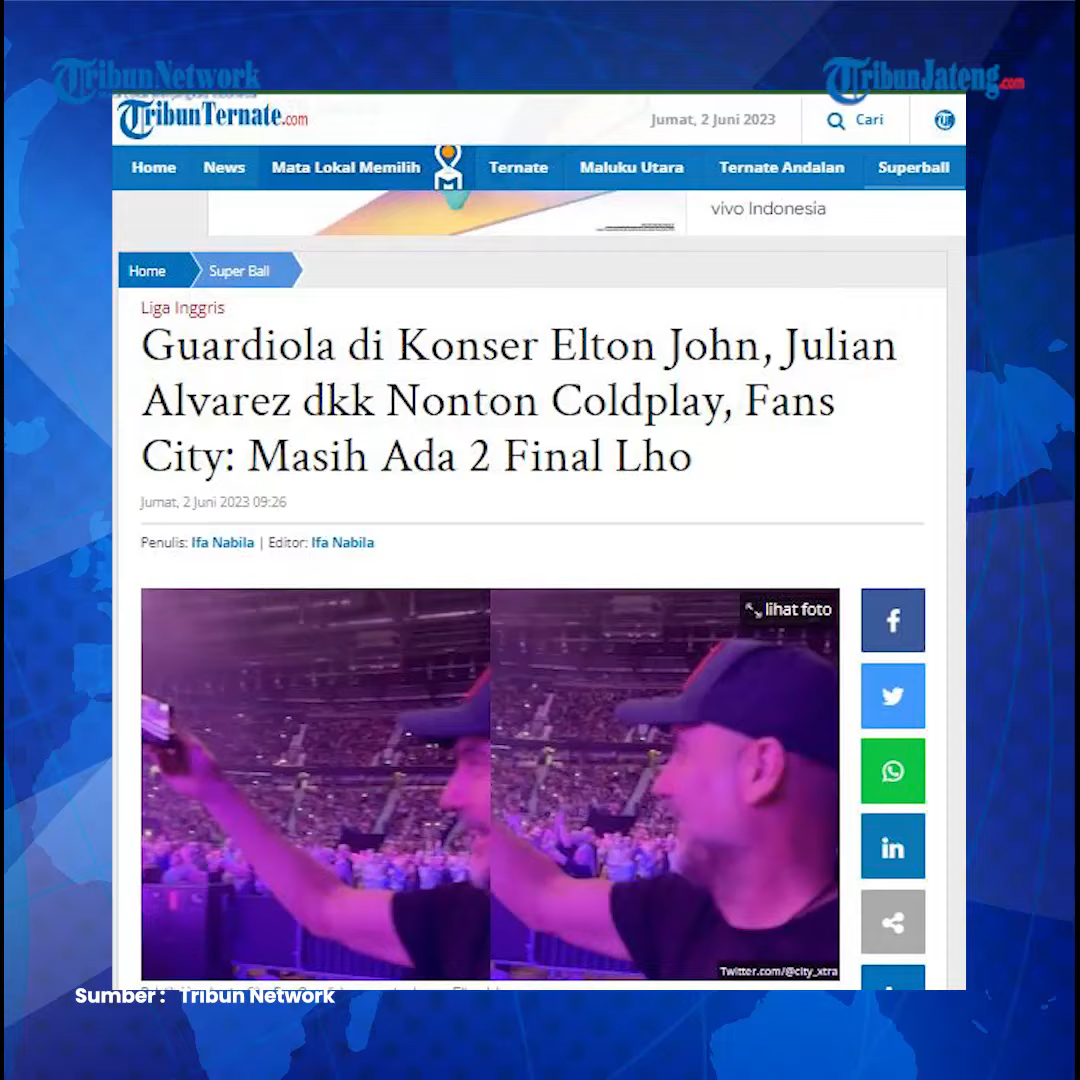 TribunNetwork
TribunJateng.com
TribunTernate.com
Jumat, 2 Juni 2023
Cari
Home
News
Mata Lokal Memilih
Ternate
Maluku Utara
Ternate Andalan
Superball
vivo Indonesia
Home
Super Ball
Liga Inggris
Guardiola di Konser Elton John, Julian
Alvarez dkk Nonton Coldplay, Fans
City: Masih Ada 2 Final Lho
Jumat, 2 Juni 2023 09:26
Penulis: Ifa Nabila | Editor: Ifa Nabila
lihat foto
Twitter.com/@city_xtra
Sumber : Tribun Network